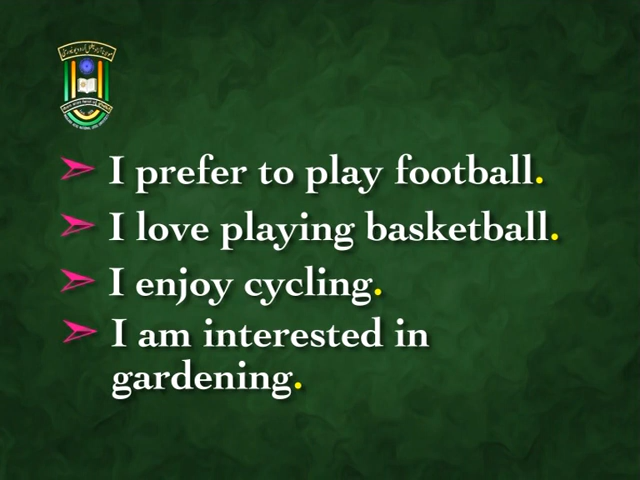 I prefer to play football.
I love playing basketball.
I enjoy cycling.
I am interested in
gardening.